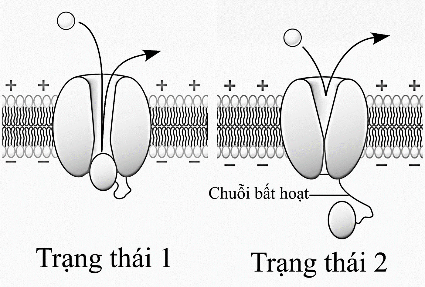 + + + +
+ + + +
− − − −
− − − −
Chuỗi bất hoạt
Trạng thái 1
Trạng thái 2